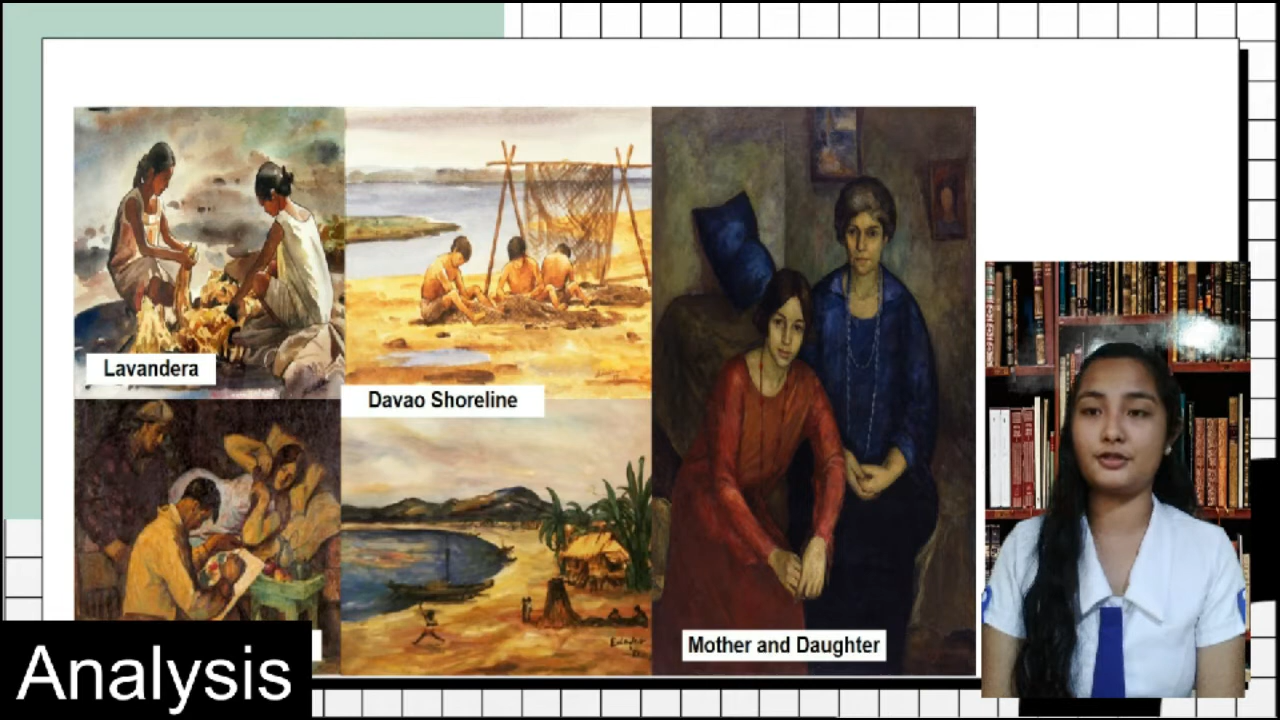 Lavandera
Davao Shoreline
Mother and Daughter
Analysis